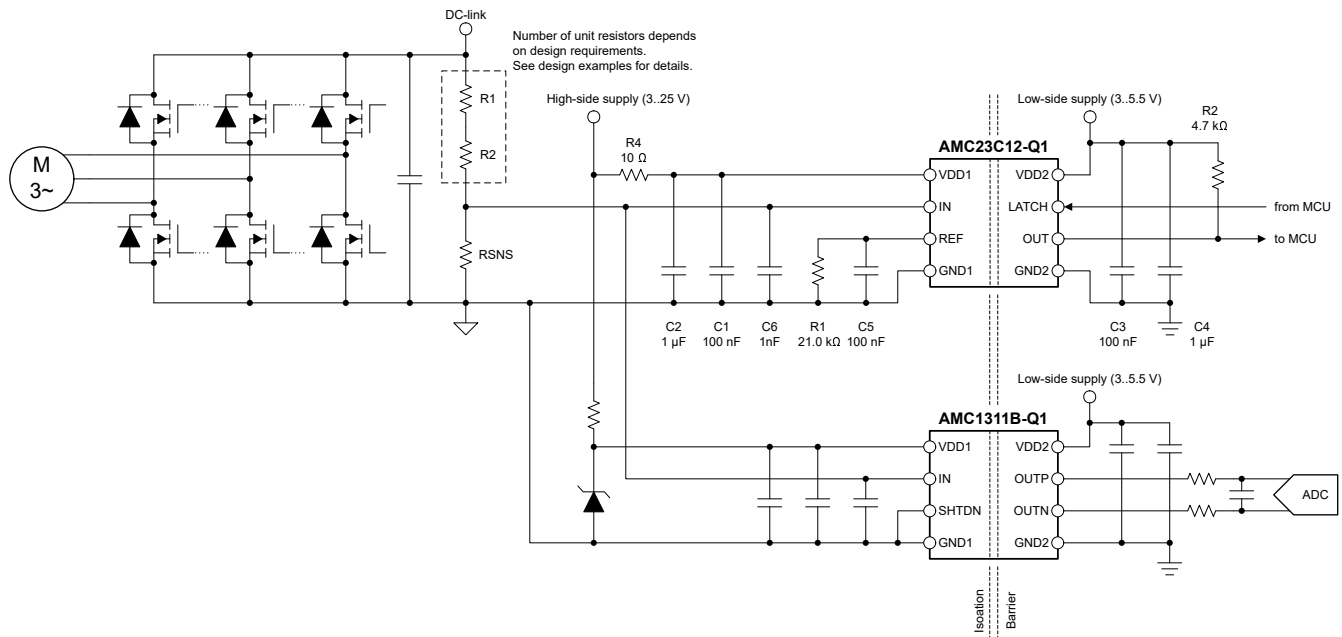 DC-link
Number of unit resistors depends
on design requirements.
See design examples for details.
R1
R2
RSNS
M
3~
High-side supply (3..25 V)
R4
10 Ω
Low-side supply (3..5.5 V)
R2
4.7 kΩ
AMC23C12-Q1
VDD1
VDD2
IN
LATCH
from MCU
REF
OUT
to MCU
GND1
GND2
C2
1 µF
C1
100 nF
C6
1nF
R1
21.0 kΩ
C5
100 nF
C3
100 nF
C4
1 µF
Low-side supply (3..5.5 V)
AMC1311B-Q1
VDD1
VDD2
IN
OUTP
SHTDN
OUTN
GND1
GND2
ADC
Isoation
Barrier